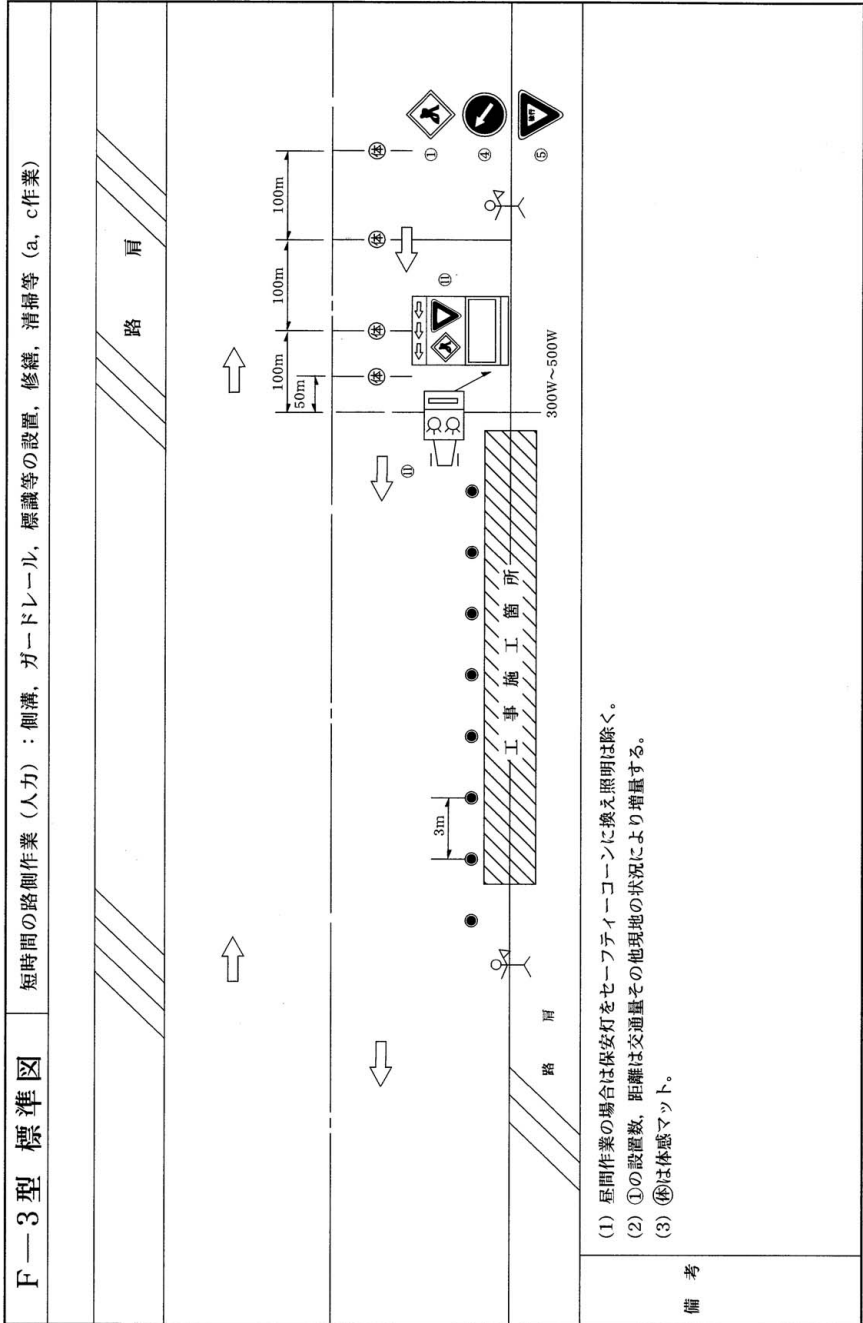 F―3型 標準図
短時間の路側作業(人力):側溝,ガードレール,標識等の設置,修繕,清掃等(a,c作業)
路 肩
100m
100m
100m
50m
体
体
体
体
①
④
⑤
徐行
⑪
⑪
300W~500W
3m
工事施工箇所
路 肩
備 考
(1) 昼間作業の場合は保安灯をセーフティーコーンに換え照明は除く。
(2) ①の設置数,距離は交通量その他現地の状況により増量する。
(3) ㊡は体感マット。